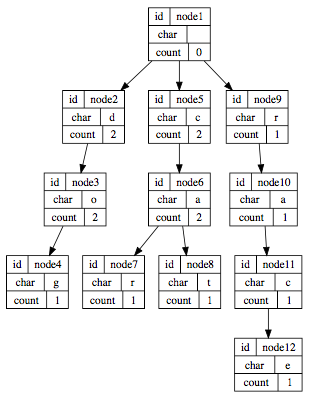 id node1
char
count 0
id node2
char d
count 2
id node5
char c
count 2
id node9
char r
count 1
id node3
char o
count 2
id node6
char a
count 2
id node10
char a
count 1
id node4
char g
count 1
id node7
char r
count 1
id node8
char t
count 1
id node11
char c
count 1
id node12
char e
count 1